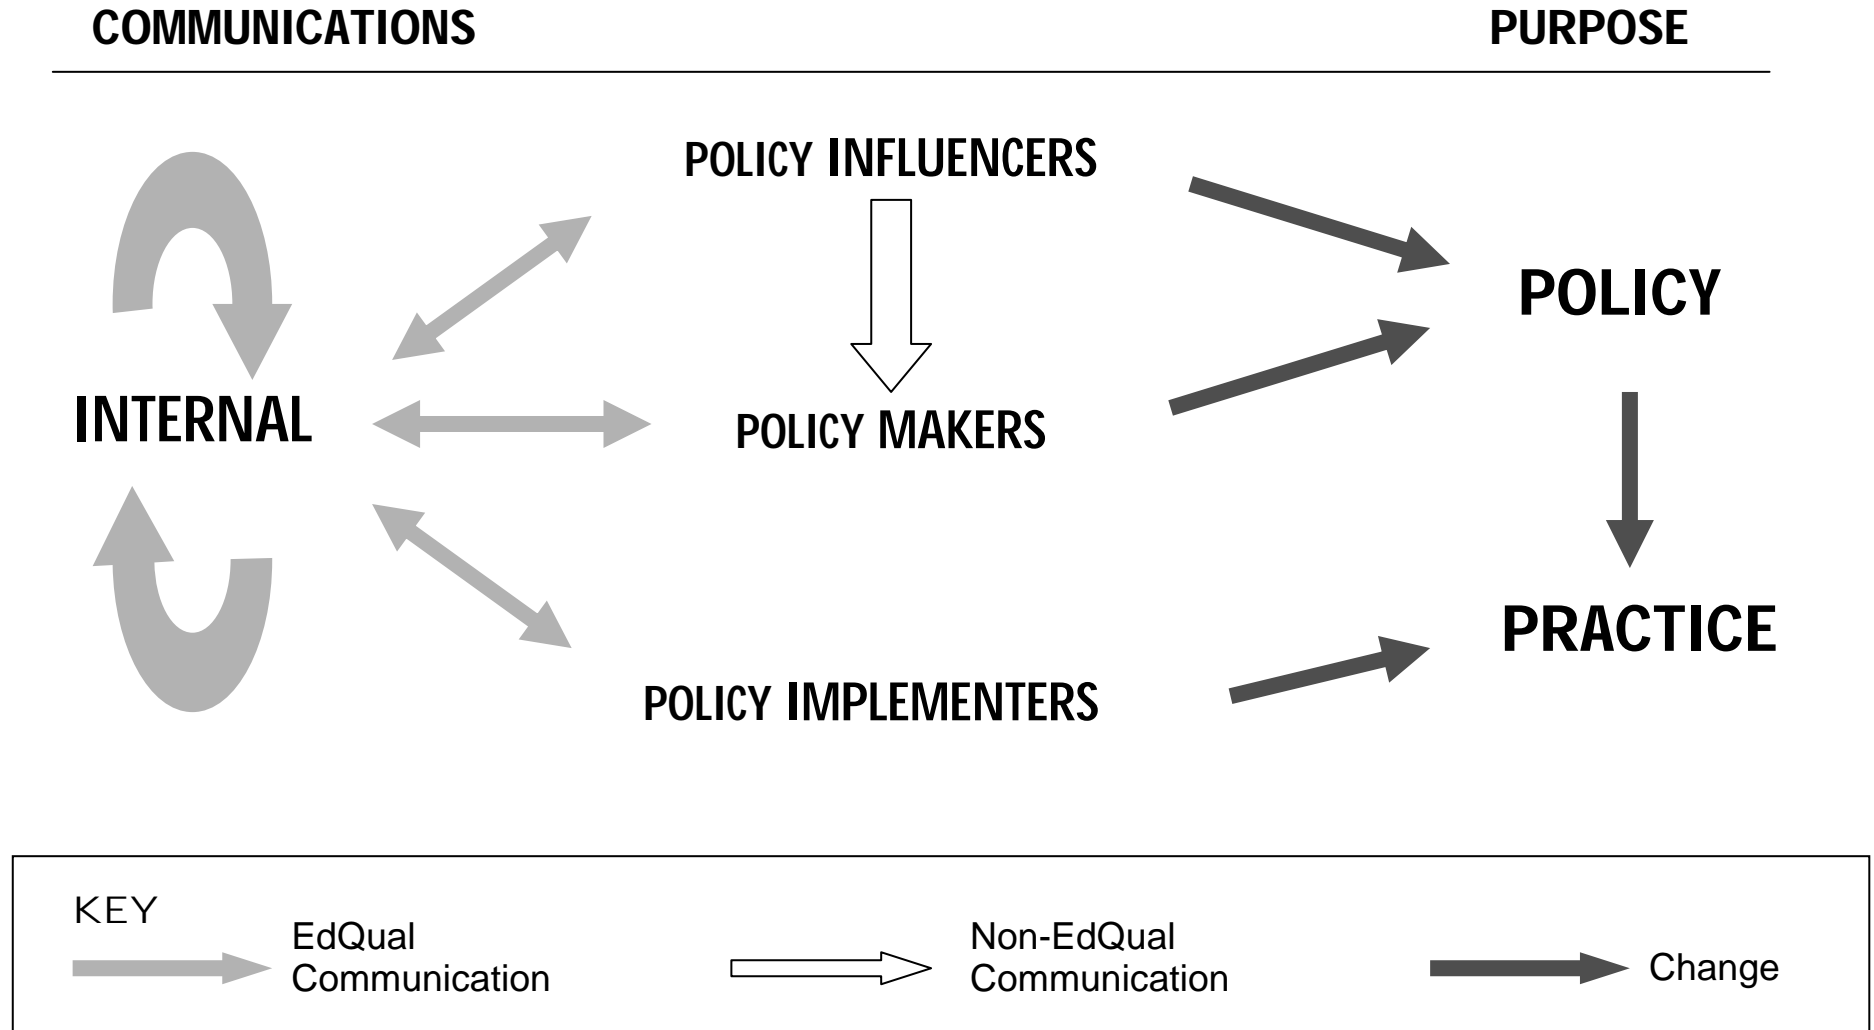 COMMUNICATIONS PURPOSE
POLICY INFLUENCERS
POLICY
INTERNAL
POLICY MAKERS
PRACTICE
POLICY IMPLEMENTERS
KEY
EdQual
Communication
Non-EdQual
Communication
Change